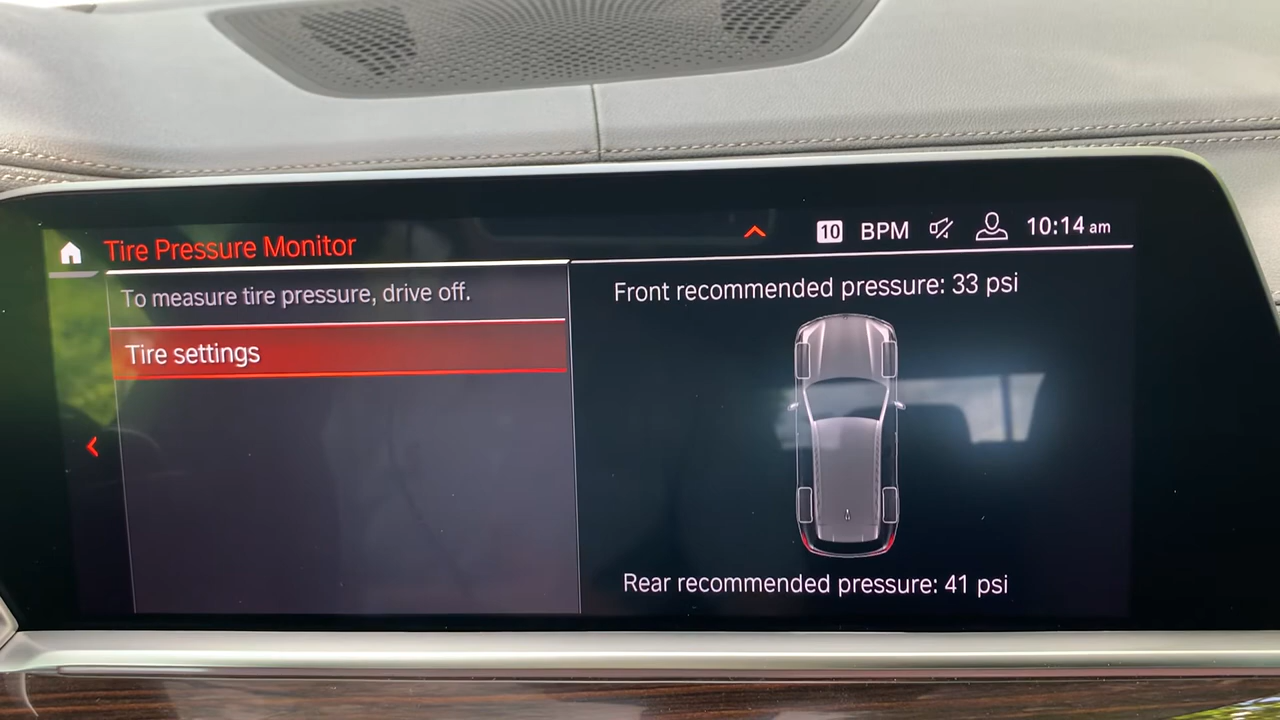 Tire Pressure Monitor
10 BPM 10:14 am
To measure tire pressure, drive off.
Tire settings
Front recommended pressure: 33 psi
Rear recommended pressure: 41 psi